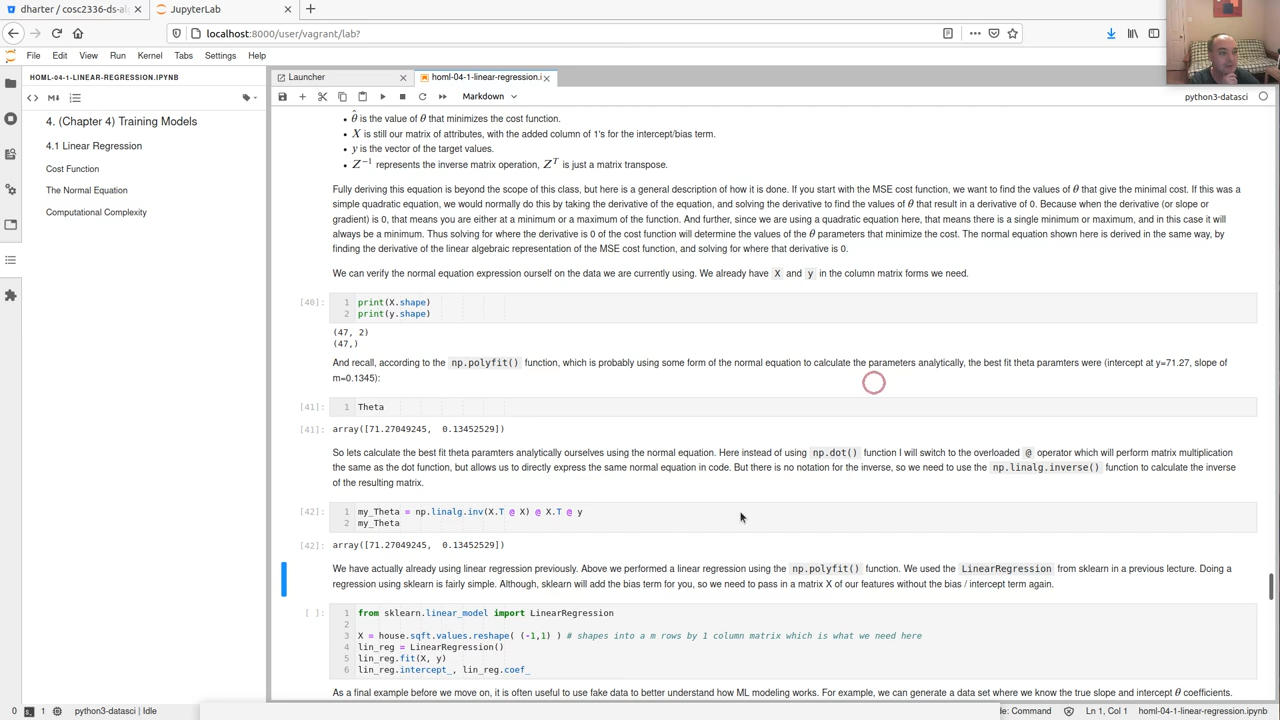 dharter / cosc2336-ds-al
JupyterLab
localhost:8000/user/vagrant/lab?
File Edit View Run Kernel Tabs Settings Help
HOML-04-1-LINEAR-REGRESSION.IPYNB
4. (Chapter 4) Training Models
4.1 Linear Regression
Cost Function
The Normal Equation
Computational Complexity
Launcher
homl-04-1-linear-regression.i
Markdown
python3-datasci
• θ̂ is the value of θ that minimizes the cost function.
• X is still our matrix of attributes, with the added column of 1's for the intercept/bias term.
• y is the vector of the target values.
• Z⁻¹ represents the inverse matrix operation, Zᵀ is just a matrix transpose.
Fully deriving this equation is beyond the scope of this class, but here is a general description of how it is done. If you start with the MSE cost function, we want to find the values of θ that give the minimal cost. If this was a
simple quadratic equation, we would normally do this by taking the derivative of the equation, and solving the derivative to find the values of θ that result in a derivative of 0. Because when the derivative (or slope or
gradient) is 0, that means you are either at a minimum or a maximum of the function. And further, since we are using a quadratic equation here, that means there is a single minimum or maximum, and in this case it will
always be a minimum. Thus solving for where the derivative is 0 of the cost function will determine the values of the θ parameters that minimize the cost. The normal equation shown here is derived in the same way, by
finding the derivative of the linear algebraic representation of the MSE cost function, and solving for where that derivative is 0.
We can verify the normal equation expression ourself on the data we are currently using. We already have X and y in the column matrix forms we need.
[40]: 1 print(X.shape)
2 print(y.shape)
(47, 2)
(47,)
And recall, according to the np.polyfit() function, which is probably using some form of the normal equation to calculate the parameters analytically, the best fit theta paramters were (intercept at y=71.27, slope of
m=0.1345):
[41]: 1 Theta
[41]: array([71.27049245, 0.13452529])
So lets calculate the best fit theta paramters analytically ourselves using the normal equation. Here instead of using np.dot() function I will switch to the overloaded @ operator which will perform matrix multiplication
the same as the dot function, but allows us to directly express the same normal equation in code. But there is no notation for the inverse, so we need to use the np.linalg.inverse() function to calculate the inverse
of the resulting matrix.
[42]: 1 my_Theta = np.linalg.inv(X.T @ X) @ X.T @ y
2 my_Theta
[42]: array([71.27049245, 0.13452529])
We have actually already using linear regression previously. Above we performed a linear regression using the np.polyfit() function. We used the LinearRegression from sklearn in a previous lecture. Doing a
regression using sklearn is fairly simple. Although, sklearn will add the bias term for you, so we need to pass in a matrix X of our features without the bias / intercept term again.
[ ]: 1 from sklearn.linear_model import LinearRegression
2
3 X = house.sqft.values.reshape( (-1,1) ) # shapes into a m rows by 1 column matrix which is what we need here
4 lin_reg = LinearRegression()
5 lin_reg.fit(X, y)
6 lin_reg.intercept_, lin_reg.coef_
As a final example before we move on, it is often useful to use fake data to better understand how ML modeling works. For example, we can generate a data set where we know the true slope and intercept θ coefficients.
0 1 python3-datasci | Idle
de: Command Ln 1, Col 1 homl-04-1-linear-regression.ipynb